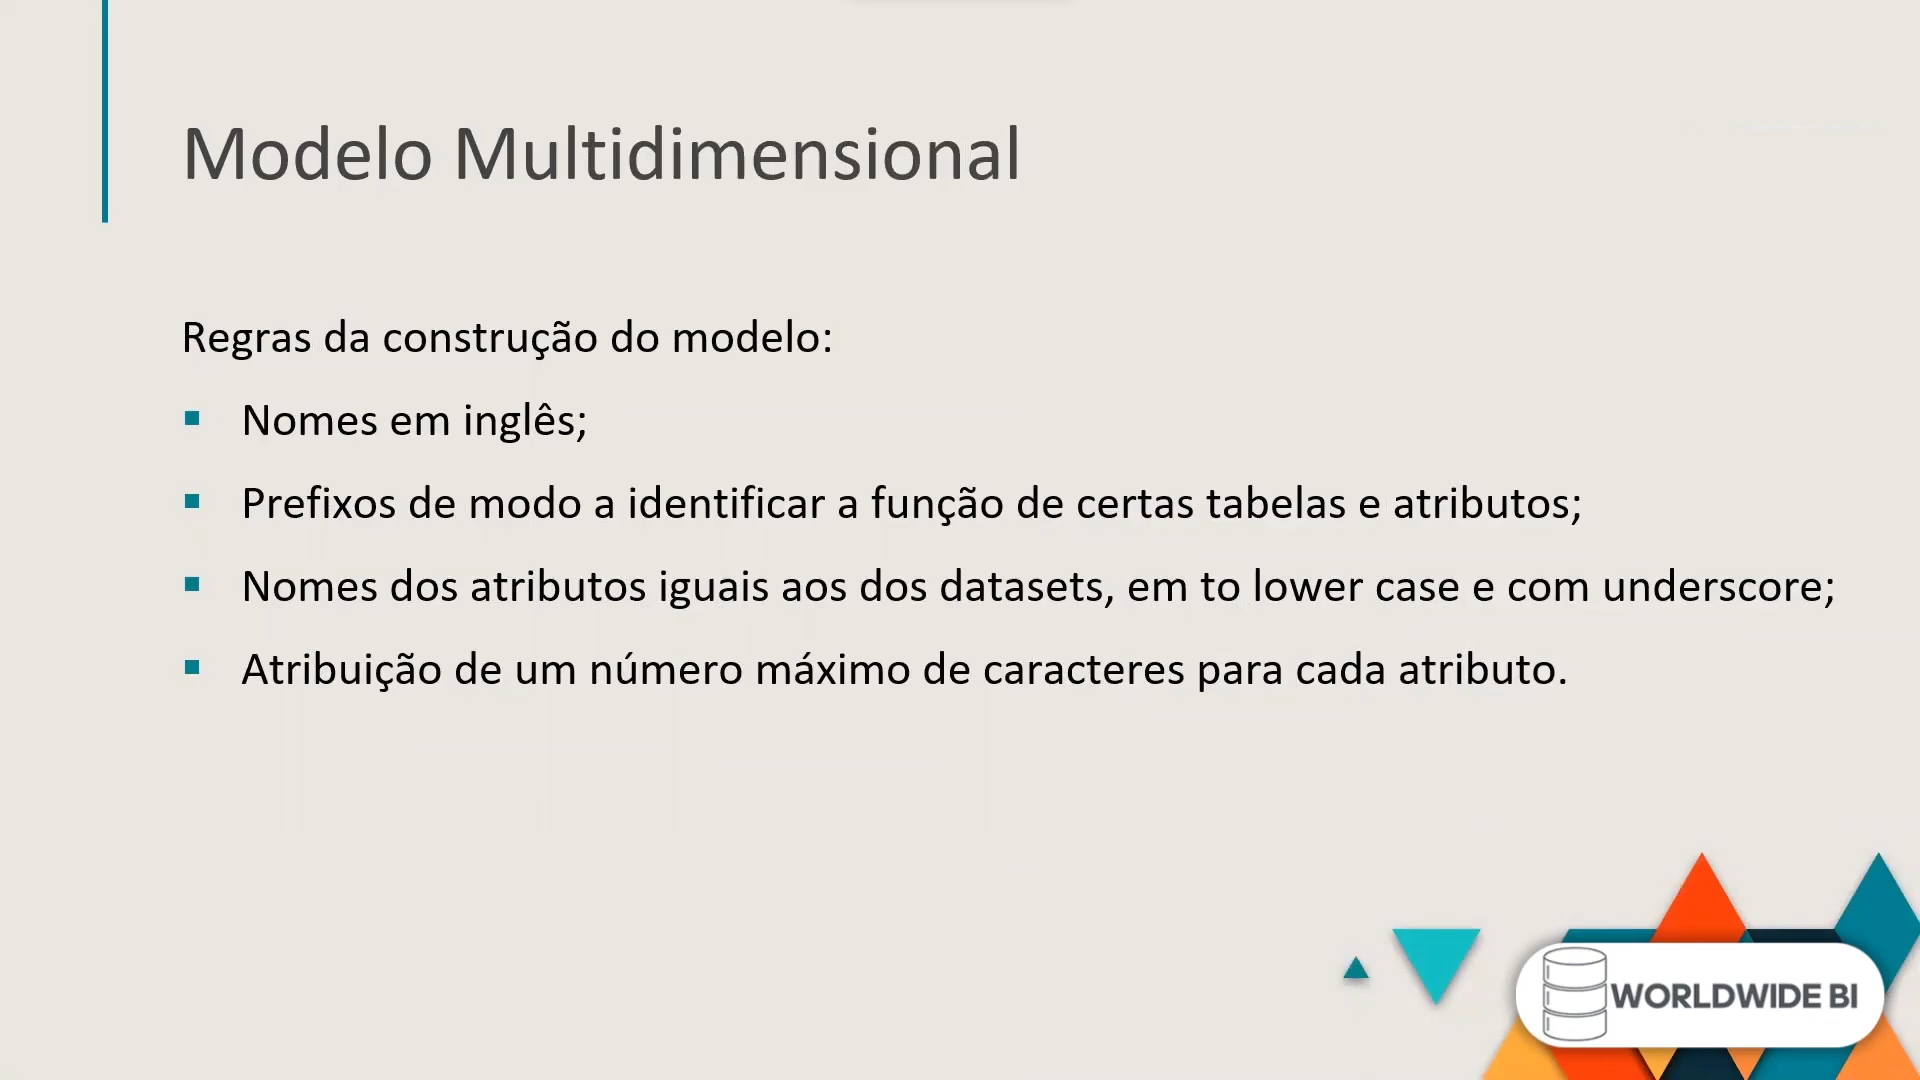 Modelo Multidimensional
Regras da construção do modelo:
Nomes em inglês;
Prefixos de modo a identificar a função de certas tabelas e atributos;
Nomes dos atributos iguais aos dos datasets, em to lower case e com underscore;
Atribuição de um número máximo de caracteres para cada atributo.
WORLDWIDE BI